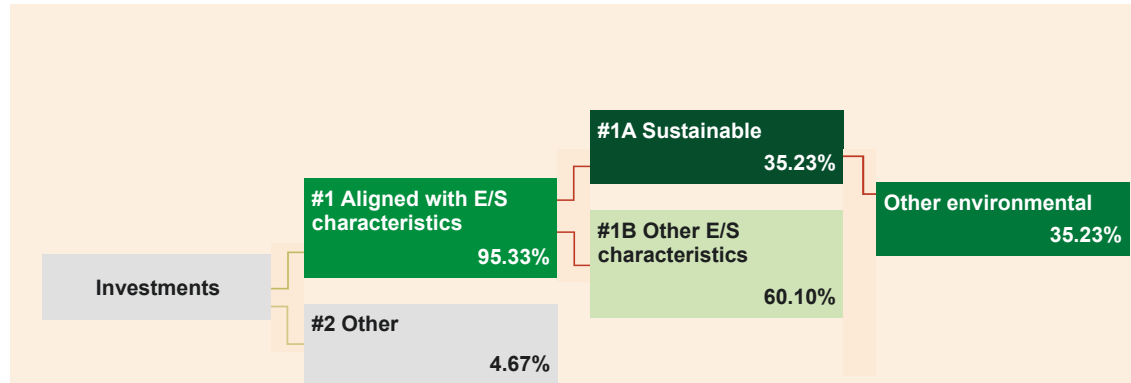 Investments
#1 Aligned with E/S
characteristics
95.33%
#2 Other
4.67%
#1A Sustainable
35.23%
#1B Other E/S
characteristics
60.10%
Other environmental
35.23%